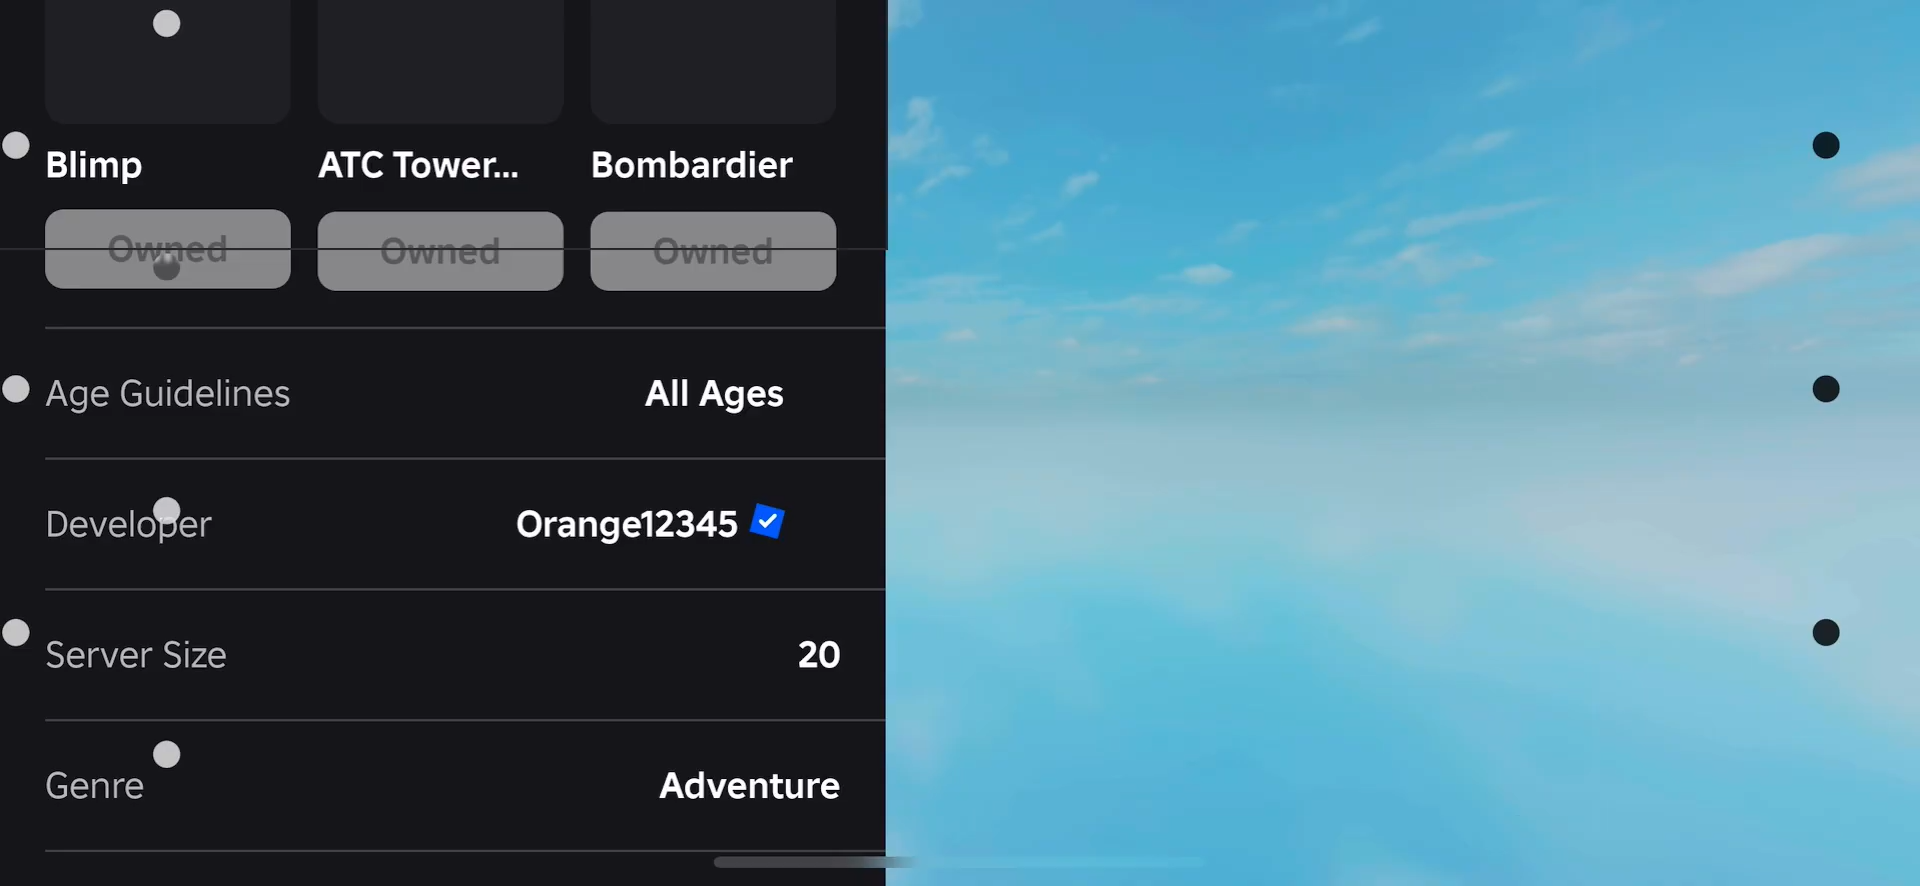 Blimp ATC Tower... Bombardier
Owned Owned Owned
Age Guidelines All Ages
Developer Orange12345
Server Size 20
Genre Adventure